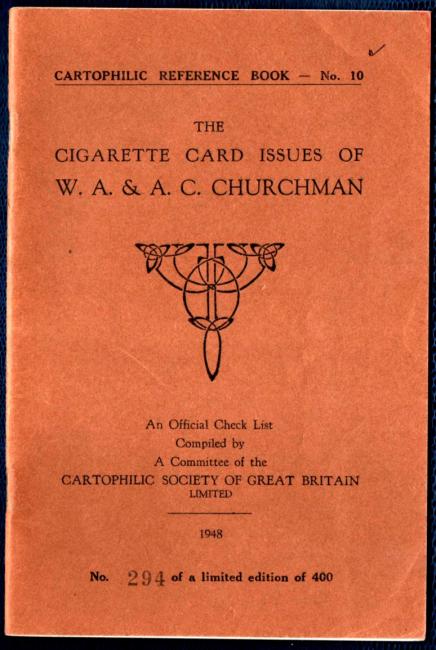 CARTOPHILIC REFERENCE BOOK — No. 10
THE
CIGARETTE CARD ISSUES OF
W. A. & A. C. CHURCHMAN
An Official Check List
Compiled by
A Committee of the
CARTOPHILIC SOCIETY OF GREAT BRITAIN
LIMITED
1948
No. 294 of a limited edition of 400